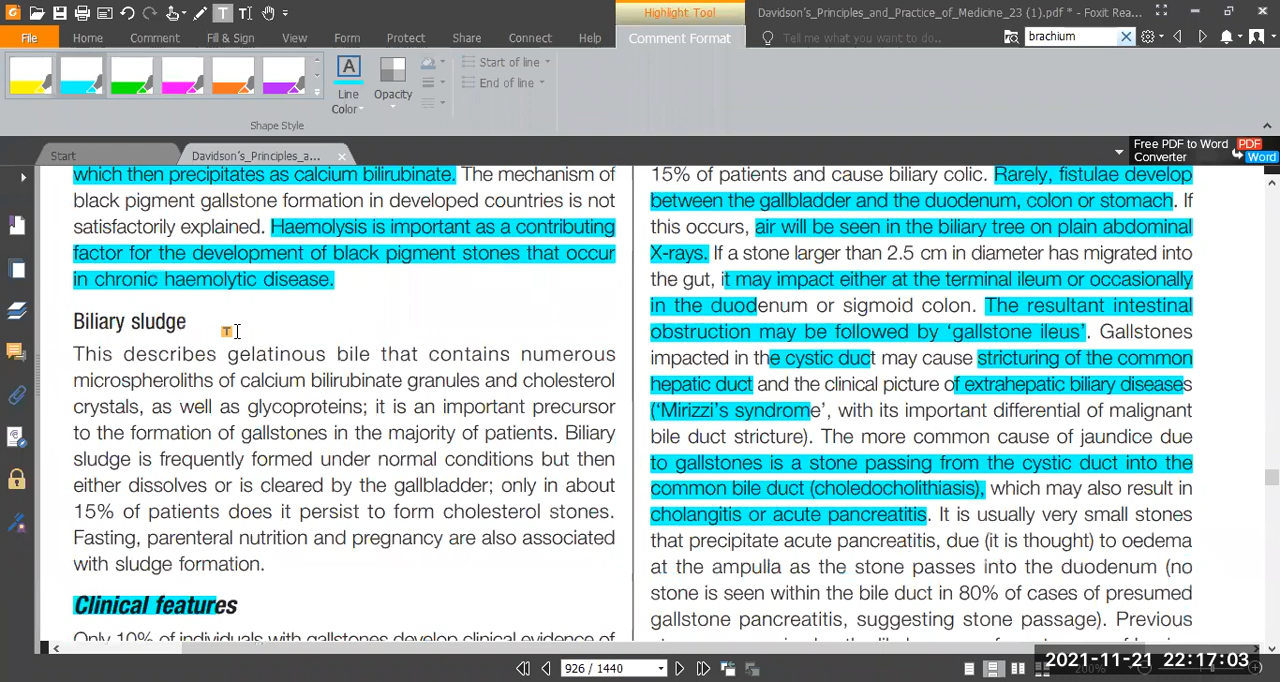 Highlight Tool
Davidson's_Principles_and_Practice_of_Medicine_23 (1).pdf * - Foxit Rea...
File
Home
Comment
Fill & Sign
View
Form
Protect
Share
Connect
Help
Comment Format
Tell me what you want to do..
brachium
Line
Color
Opacity
Start of line
End of line
Shape Style
Start
Davidson's_Principles_a...
Free PDF to Word
Converter
PDF
Word
which then precipitates as calcium bilirubinate. The mechanism of
black pigment gallstone formation in developed countries is not
satisfactorily explained. Haemolysis is important as a contributing
factor for the development of black pigment stones that occur
in chronic haemolytic disease.
Biliary sludge
This describes gelatinous bile that contains numerous
microspheroliths of calcium bilirubinate granules and cholesterol
crystals, as well as glycoproteins; it is an important precursor
to the formation of gallstones in the majority of patients. Biliary
sludge is frequently formed under normal conditions but then
either dissolves or is cleared by the gallbladder; only in about
15% of patients does it persist to form cholesterol stones.
Fasting, parenteral nutrition and pregnancy are also associated
with sludge formation.
Clinical features
Only 10% of individuals with gallstones develop clinical evidence of
15% of patients and cause biliary colic. Rarely, fistulae develop
between the gallbladder and the duodenum, colon or stomach. If
this occurs, air will be seen in the biliary tree on plain abdominal
X-rays. If a stone larger than 2.5 cm in diameter has migrated into
the gut, it may impact either at the terminal ileum or occasionally
in the duodenum or sigmoid colon. The resultant intestinal
obstruction may be followed by 'gallstone ileus'. Gallstones
impacted in the cystic duct may cause stricturing of the common
hepatic duct and the clinical picture of extrahepatic biliary diseases
('Mirizzi's syndrome', with its important differential of malignant
bile duct stricture). The more common cause of jaundice due
to gallstones is a stone passing from the cystic duct into the
common bile duct (choledocholithiasis), which may also result in
cholangitis or acute pancreatitis. It is usually very small stones
that precipitate acute pancreatitis, due (it is thought) to oedema
at the ampulla as the stone passes into the duodenum (no
stone is seen within the bile duct in 80% of cases of presumed
gallstone pancreatitis, suggesting stone passage). Previous
926 / 1440
2021-11-21 22:17:03
200%